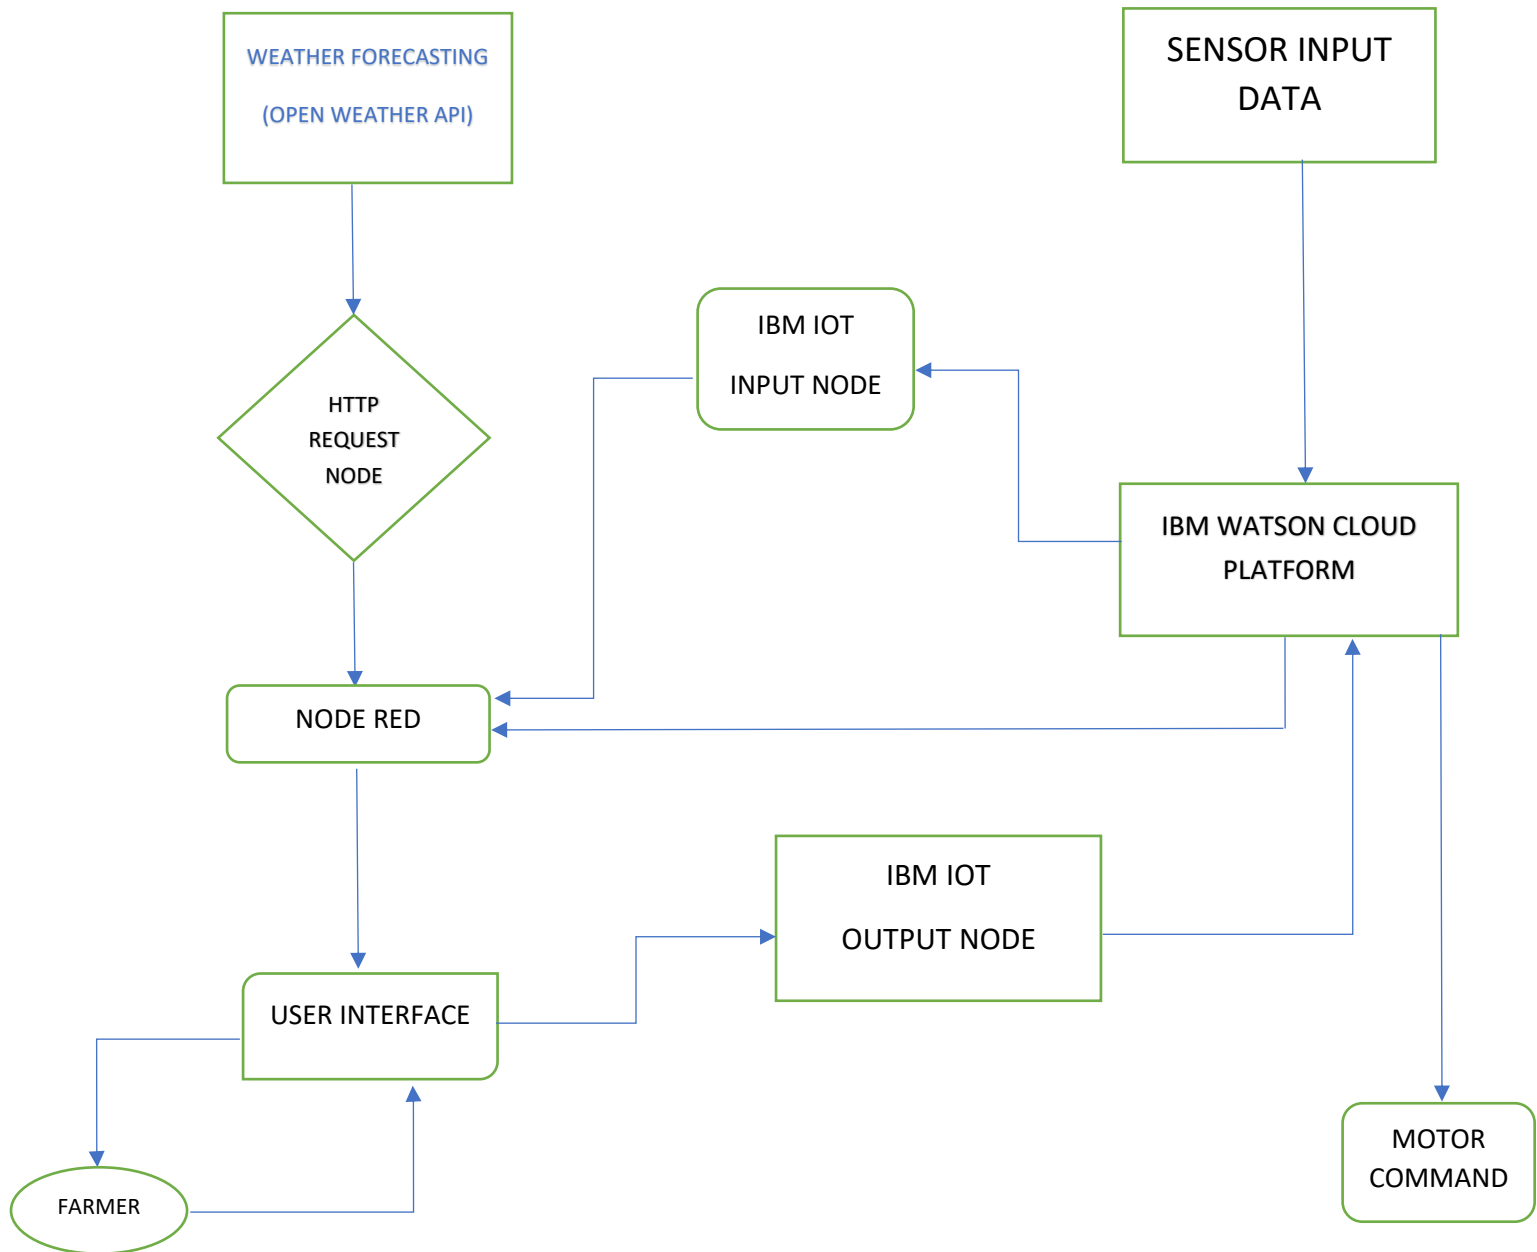 WEATHER FORECASTING
(OPEN WEATHER API)
SENSOR INPUT
DATA
IBM IOT
INPUT NODE
HTTP
REQUEST
NODE
IBM WATSON CLOUD
PLATFORM
NODE RED
IBM IOT
OUTPUT NODE
USER INTERFACE
MOTOR
COMMAND
FARMER